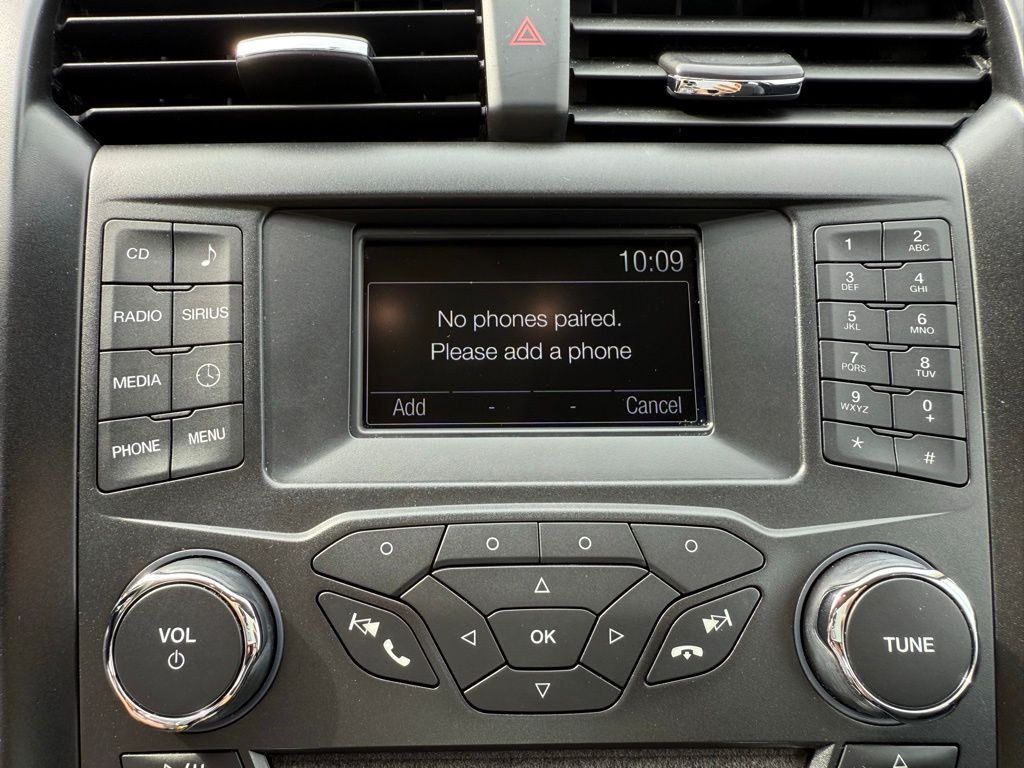 CD
RADIO SIRIUS
MEDIA
PHONE MENU
10:09
No phones paired.
Please add a phone
Add - - Cancel
1 2 ABC
3 DEF 4 GHI
5 JKL 6 MNO
7 PQRS 8 TUV
9 WXYZ 0 +
* #
OK
VOL
TUNE